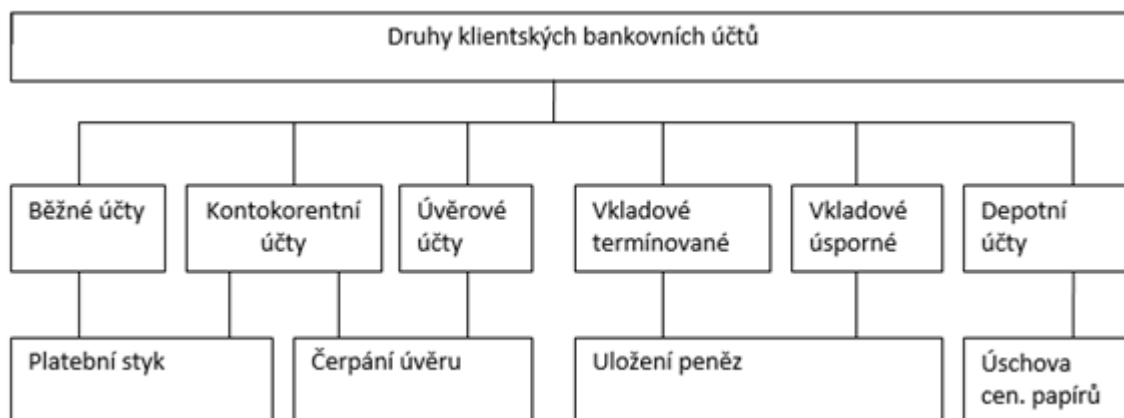 Druhy klientských bankovních účtů
Běžné účty
Kontokorentní
účty
Úvěrové
účty
Vkladové
termínované
Vkladové
úsporné
Depotní
účty
Platební styk
Čerpání úvěru
Uložení peněz
Úschova
cen. papírů